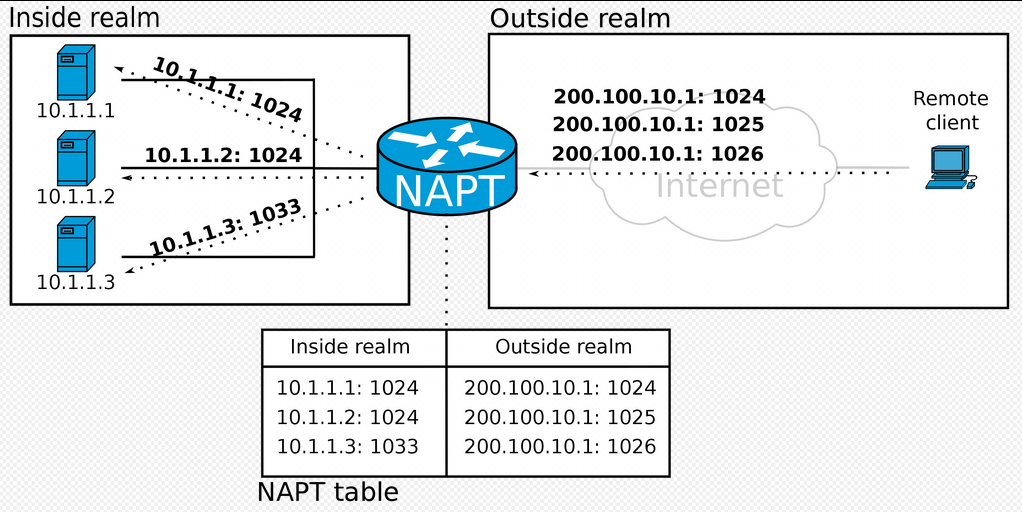 Inside realm
Outside realm
10.1.1.1
10.1.1.1: 1024
10.1.1.2
10.1.1.2: 1024
10.1.1.3
10.1.1.3: 1033
NAPT
200.100.10.1: 1024
200.100.10.1: 1025
200.100.10.1: 1026
Internet
Remote
client
Inside realm
Outside realm
10.1.1.1: 1024
200.100.10.1: 1024
10.1.1.2: 1024
200.100.10.1: 1025
10.1.1.3: 1033
200.100.10.1: 1026
NAPT table